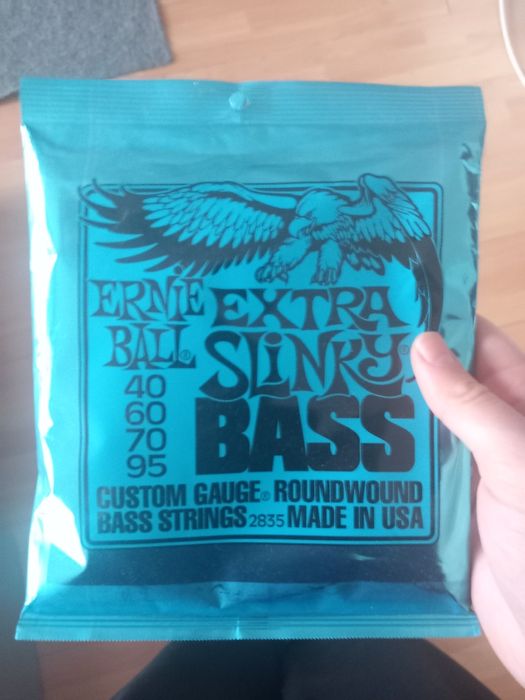 ERNIE BALL®
EXTRA SLINKY®
BASS
40
60
70
95
CUSTOM GAUGE® ROUNDWOUND
BASS STRINGS 2835 MADE IN USA